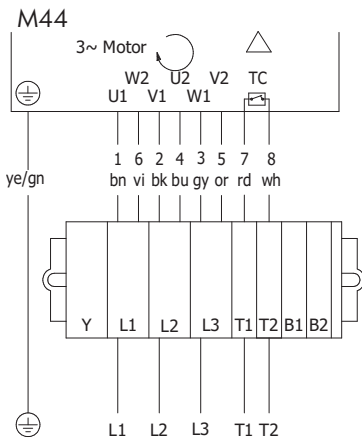 M44
3~ Motor
TC
W2 U2 V2
U1 V1 W1
1 6 2 4 3 5 7 8
ye/gn bn vi bk bu gy or rd wh
Y L1 L2 L3 T1 T2 B1 B2
L1 L2 L3 T1 T2